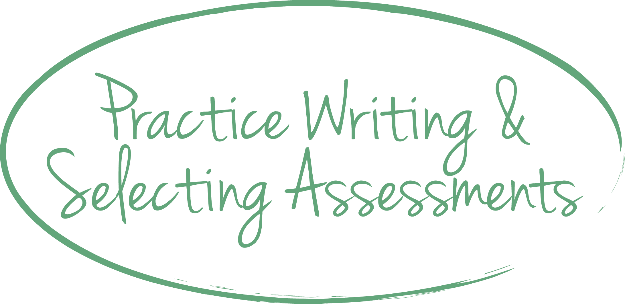 Practice Writing &
Selecting Assessments